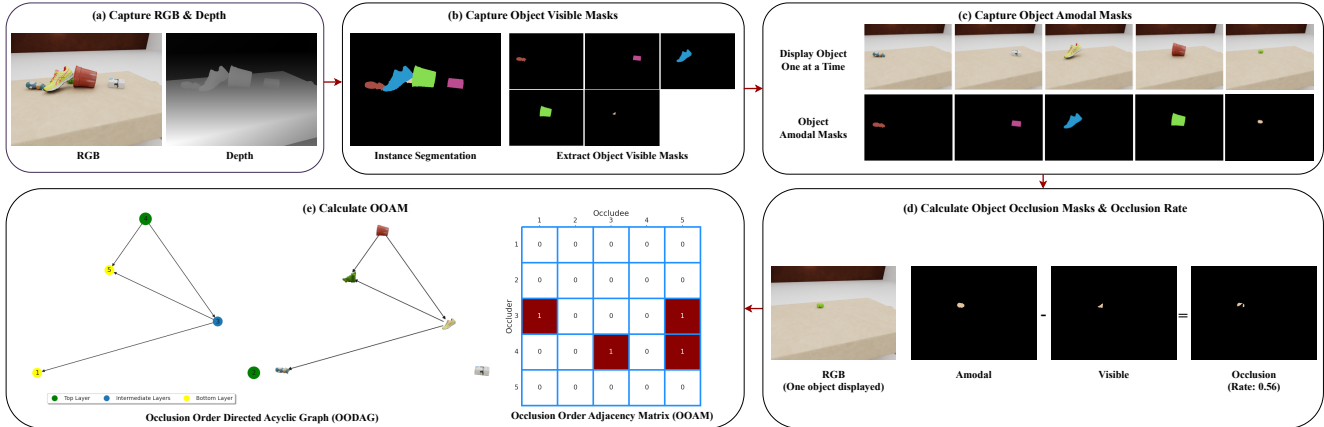 (a) Capture RGB & Depth
RGB
Depth
(b) Capture Object Visible Masks
Instance Segmentation
Extract Object Visible Masks
(c) Capture Object Amodal Masks
Display Object
One at a Time
Object
Amodal Masks
(d) Calculate Object Occlusion Masks & Occlusion Rate
-
=
RGB
(One object displayed)
Amodal
Visible
Occlusion
(Rate: 0.56)
(e) Calculate OOAM
4
5
3
1
2
Top Layer
Intermediate Layers
Bottom Layer
Occlusion Order Directed Acyclic Graph (OODAG)
Occludee
1 2 3 4 5
Occluder
1 0 0 0 0 0
2 0 0 0 0 0
3 1 0 0 0 1
4 0 0 1 0 1
5 0 0 0 0 0
Occlusion Order Adjacency Matrix (OOAM)